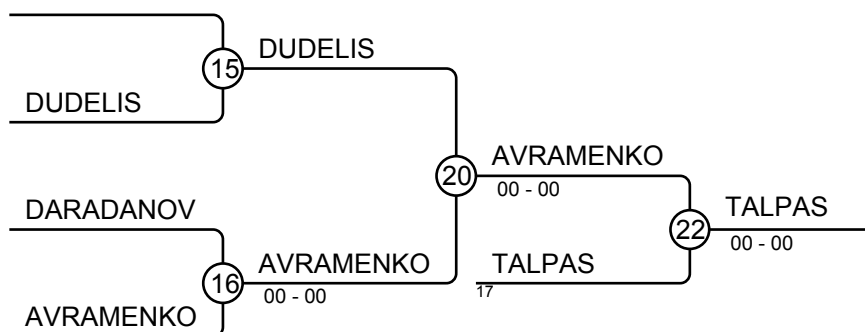 DUDELIS
15
DUDELIS
DARADANOV
16
AVRAMENKO
AVRAMENKO
00 - 00
20
AVRAMENKO
00 - 00
TALPAS
17
22
TALPAS
00 - 00